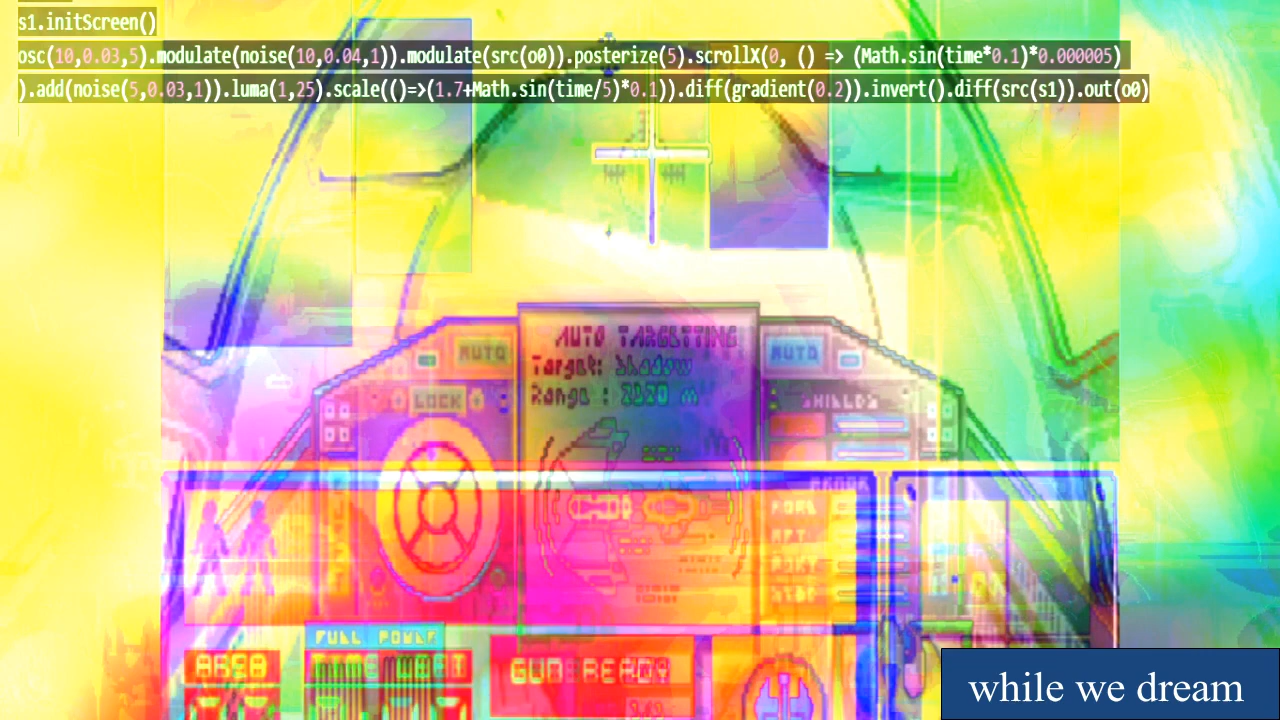 s1.initScreen()
osc(10,0.03,5).modulate(noise(10,0.04,1)).modulate(src(o0)).posterize(5).scrollX(0, () => (Math.sin(time*0.1)*0.000005)
).add(noise(5,0.03,1)).luma(1,25).scale(()=>(1.7+Math.sin(time/5)*0.1)).diff(gradient(0.2)).invert().diff(src(s1)).out(o0)
AUTO TARGETTING
AUTO
AUTO
Target: Shadow
Range : 2320 m
LOCK
SHIELDS
FULL POWER
AREA
GUN READY
while we dream